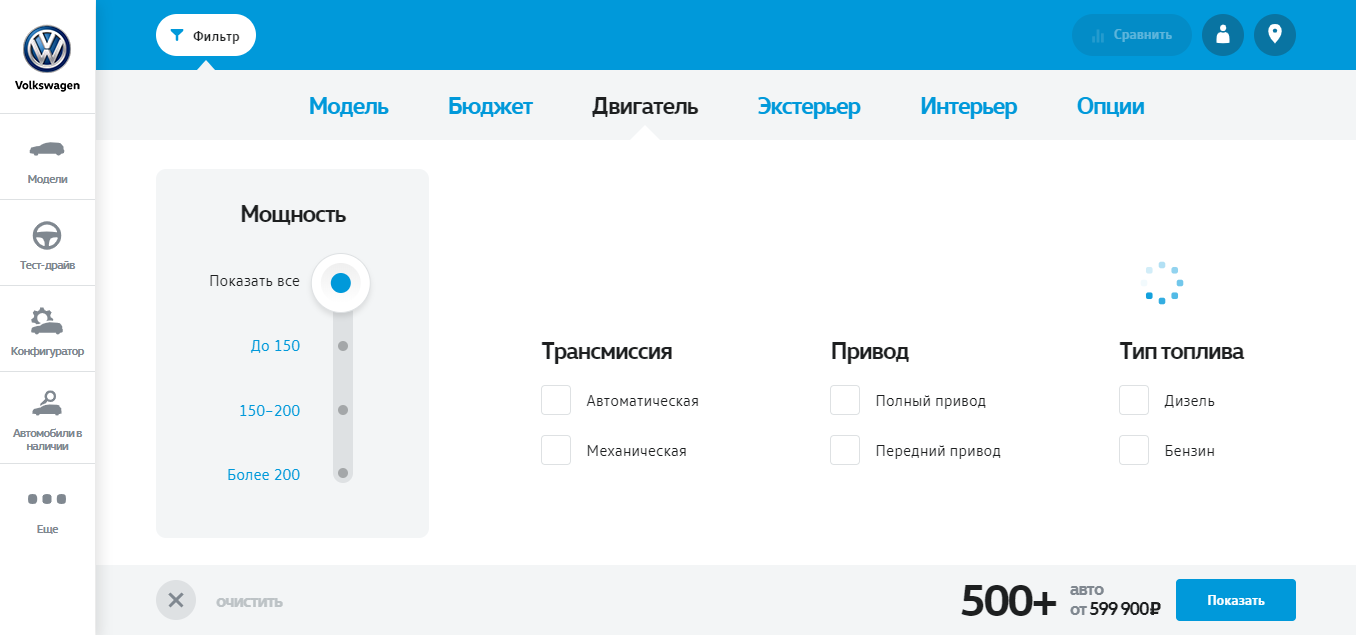 Volkswagen
Модели
Тест-драйв
Конфигуратор
Автомобили в
наличии
Еще
Фильтр
Сравнить
Модель
Бюджет
Двигатель
Экстерьер
Интерьер
Опции
Мощность
Показать все
До 150
150–200
Более 200
Трансмиссия
Автоматическая
Механическая
Привод
Полный привод
Передний привод
Тип топлива
Дизель
Бензин
очистить
500+
авто
от 599 900₽
Показать